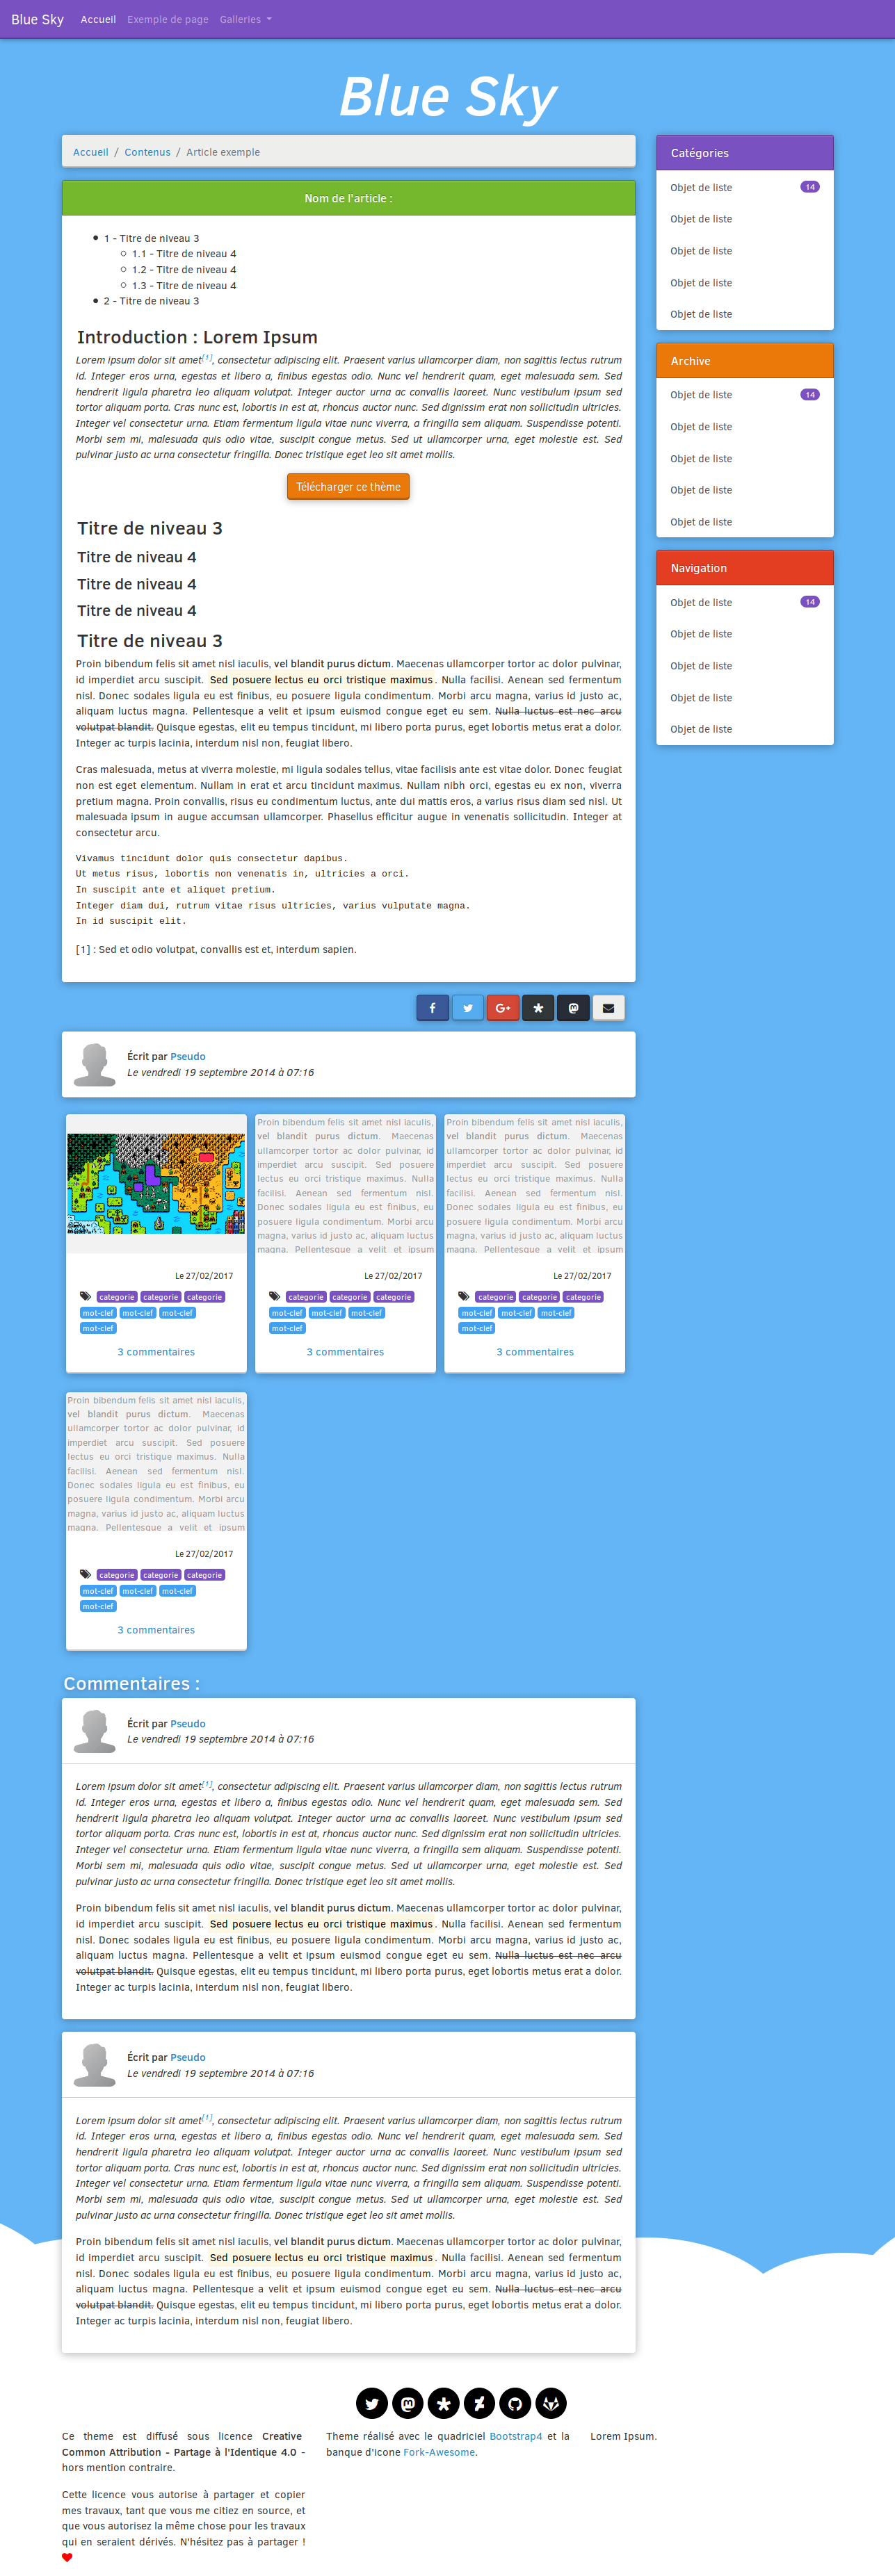 Blue Sky Accueil Exemple de page Galleries
Blue Sky
Accueil / Contenus / Article exemple
Nom de l'article :
1 - Titre de niveau 3
1.1 - Titre de niveau 4
1.2 - Titre de niveau 4
1.3 - Titre de niveau 4
2 - Titre de niveau 3
Introduction : Lorem Ipsum
Lorem ipsum dolor sit amet[1], consectetur adipiscing elit. Praesent varius ullamcorper diam, non sagittis lectus rutrum
id. Integer eros urna, egestas et libero a, finibus egestas odio. Nunc vel hendrerit quam, eget malesuada sem. Sed
hendrerit ligula pharetra leo aliquam volutpat. Integer auctor urna ac convallis laoreet. Nunc vestibulum ipsum sed
tortor aliquam porta. Cras nunc est, lobortis in est at, rhoncus auctor nunc. Sed dignissim erat non sollicitudin ultricies.
Integer vel consectetur urna. Etiam fermentum ligula vitae nunc viverra, a fringilla sem aliquam. Suspendisse potenti.
Morbi sem mi, malesuada quis odio vitae, suscipit congue metus. Sed ut ullamcorper urna, eget molestie est. Sed
pulvinar justo ac urna consectetur fringilla. Donec tristique eget leo sit amet mollis.
Télécharger ce thème
Titre de niveau 3
Titre de niveau 4
Titre de niveau 4
Titre de niveau 4
Titre de niveau 3
Proin bibendum felis sit amet nisl iaculis, vel blandit purus dictum. Maecenas ullamcorper tortor ac dolor pulvinar,
id imperdiet arcu suscipit. Sed posuere lectus eu orci tristique maximus. Nulla facilisi. Aenean sed fermentum
nisl. Donec sodales ligula eu est finibus, eu posuere ligula condimentum. Morbi arcu magna, varius id justo ac,
aliquam luctus magna. Pellentesque a velit et ipsum euismod congue eget eu sem. Nulla luctus est nec arcu
volutpat blandit. Quisque egestas, elit eu tempus tincidunt, mi libero porta purus, eget lobortis metus erat a dolor.
Integer ac turpis lacinia, interdum nisl non, feugiat libero.
Cras malesuada, metus at viverra molestie, mi ligula sodales tellus, vitae facilisis ante est vitae dolor. Donec feugiat
non est eget elementum. Nullam in erat et arcu tincidunt maximus. Nullam nibh orci, egestas eu ex non, viverra
pretium magna. Proin convallis, risus eu condimentum luctus, ante dui mattis eros, a varius risus diam sed nisl. Ut
malesuada ipsum in augue accumsan ullamcorper. Phasellus efficitur augue in venenatis sollicitudin. Integer at
consectetur arcu.
Vivamus tincidunt dolor quis consectetur dapibus.
Ut metus risus, lobortis non venenatis in, ultricies a orci.
In suscipit ante et aliquet pretium.
Integer diam dui, rutrum vitae risus ultricies, varius vulputate magna.
In id suscipit elit.
[1] : Sed et odio volutpat, convallis est et, interdum sapien.
Écrit par Pseudo
Le vendredi 19 septembre 2014 à 07:16
Le 27/02/2017
categorie categorie categorie
mot-clef mot-clef mot-clef
mot-clef
3 commentaires
Proin bibendum felis sit amet nisl iaculis,
vel blandit purus dictum. Maecenas
ullamcorper tortor ac dolor pulvinar, id
imperdiet arcu suscipit. Sed posuere
lectus eu orci tristique maximus. Nulla
facilisi. Aenean sed fermentum nisl.
Donec sodales ligula eu est finibus, eu
posuere ligula condimentum. Morbi arcu
magna, varius id justo ac, aliquam luctus
magna. Pellentesque a velit et ipsum
Le 27/02/2017
categorie categorie categorie
mot-clef mot-clef mot-clef
mot-clef
3 commentaires
Proin bibendum felis sit amet nisl iaculis,
vel blandit purus dictum. Maecenas
ullamcorper tortor ac dolor pulvinar, id
imperdiet arcu suscipit. Sed posuere
lectus eu orci tristique maximus. Nulla
facilisi. Aenean sed fermentum nisl.
Donec sodales ligula eu est finibus, eu
posuere ligula condimentum. Morbi arcu
magna, varius id justo ac, aliquam luctus
magna. Pellentesque a velit et ipsum
Le 27/02/2017
categorie categorie categorie
mot-clef mot-clef mot-clef
mot-clef
3 commentaires
Proin bibendum felis sit amet nisl iaculis,
vel blandit purus dictum. Maecenas
ullamcorper tortor ac dolor pulvinar, id
imperdiet arcu suscipit. Sed posuere
lectus eu orci tristique maximus. Nulla
facilisi. Aenean sed fermentum nisl.
Donec sodales ligula eu est finibus, eu
posuere ligula condimentum. Morbi arcu
magna, varius id justo ac, aliquam luctus
magna. Pellentesque a velit et ipsum
Le 27/02/2017
categorie categorie categorie
mot-clef mot-clef mot-clef
mot-clef
3 commentaires
Commentaires :
Écrit par Pseudo
Le vendredi 19 septembre 2014 à 07:16
Lorem ipsum dolor sit amet[1], consectetur adipiscing elit. Praesent varius ullamcorper diam, non sagittis lectus rutrum
id. Integer eros urna, egestas et libero a, finibus egestas odio. Nunc vel hendrerit quam, eget malesuada sem. Sed
hendrerit ligula pharetra leo aliquam volutpat. Integer auctor urna ac convallis laoreet. Nunc vestibulum ipsum sed
tortor aliquam porta. Cras nunc est, lobortis in est at, rhoncus auctor nunc. Sed dignissim erat non sollicitudin ultricies.
Integer vel consectetur urna. Etiam fermentum ligula vitae nunc viverra, a fringilla sem aliquam. Suspendisse potenti.
Morbi sem mi, malesuada quis odio vitae, suscipit congue metus. Sed ut ullamcorper urna, eget molestie est. Sed
pulvinar justo ac urna consectetur fringilla. Donec tristique eget leo sit amet mollis.
Proin bibendum felis sit amet nisl iaculis, vel blandit purus dictum. Maecenas ullamcorper tortor ac dolor pulvinar,
id imperdiet arcu suscipit. Sed posuere lectus eu orci tristique maximus. Nulla facilisi. Aenean sed fermentum
nisl. Donec sodales ligula eu est finibus, eu posuere ligula condimentum. Morbi arcu magna, varius id justo ac,
aliquam luctus magna. Pellentesque a velit et ipsum euismod congue eget eu sem. Nulla luctus est nec arcu
volutpat blandit. Quisque egestas, elit eu tempus tincidunt, mi libero porta purus, eget lobortis metus erat a dolor.
Integer ac turpis lacinia, interdum nisl non, feugiat libero.
Écrit par Pseudo
Le vendredi 19 septembre 2014 à 07:16
Lorem ipsum dolor sit amet[1], consectetur adipiscing elit. Praesent varius ullamcorper diam, non sagittis lectus rutrum
id. Integer eros urna, egestas et libero a, finibus egestas odio. Nunc vel hendrerit quam, eget malesuada sem. Sed
hendrerit ligula pharetra leo aliquam volutpat. Integer auctor urna ac convallis laoreet. Nunc vestibulum ipsum sed
tortor aliquam porta. Cras nunc est, lobortis in est at, rhoncus auctor nunc. Sed dignissim erat non sollicitudin ultricies.
Integer vel consectetur urna. Etiam fermentum ligula vitae nunc viverra, a fringilla sem aliquam. Suspendisse potenti.
Morbi sem mi, malesuada quis odio vitae, suscipit congue metus. Sed ut ullamcorper urna, eget molestie est. Sed
pulvinar justo ac urna consectetur fringilla. Donec tristique eget leo sit amet mollis.
Proin bibendum felis sit amet nisl iaculis, vel blandit purus dictum. Maecenas ullamcorper tortor ac dolor pulvinar,
id imperdiet arcu suscipit. Sed posuere lectus eu orci tristique maximus. Nulla facilisi. Aenean sed fermentum
nisl. Donec sodales ligula eu est finibus, eu posuere ligula condimentum. Morbi arcu magna, varius id justo ac,
aliquam luctus magna. Pellentesque a velit et ipsum euismod congue eget eu sem. Nulla luctus est nec arcu
volutpat blandit. Quisque egestas, elit eu tempus tincidunt, mi libero porta purus, eget lobortis metus erat a dolor.
Integer ac turpis lacinia, interdum nisl non, feugiat libero.
Catégories
Objet de liste 14
Objet de liste
Objet de liste
Objet de liste
Objet de liste
Archive
Objet de liste 14
Objet de liste
Objet de liste
Objet de liste
Objet de liste
Navigation
Objet de liste 14
Objet de liste
Objet de liste
Objet de liste
Objet de liste
Ce theme est diffusé sous licence Creative
Common Attribution - Partage à l'Identique 4.0 -
hors mention contraire.
Cette licence vous autorise à partager et copier
mes travaux, tant que vous me citiez en source, et
que vous autorisez la même chose pour les travaux
qui en seraient dérivés. N'hésitez pas à partager !
Theme réalisé avec le quadriciel Bootstrap4 et la
banque d'icone Fork-Awesome.
Lorem Ipsum.